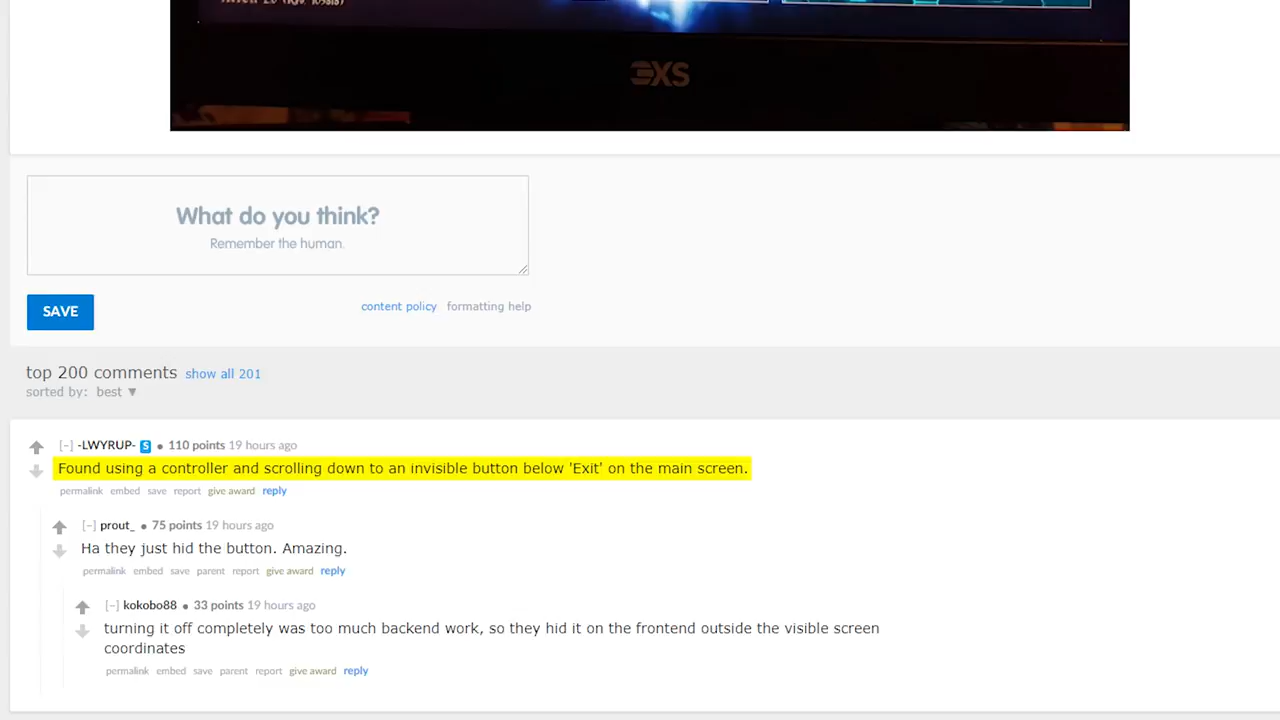 3XS
What do you think?
Remember the human.
SAVE
content policy formatting help
top 200 comments show all 201
sorted by: best ▼
[–] -LWYRUP- S • 110 points 19 hours ago
Found using a controller and scrolling down to an invisible button below 'Exit' on the main screen.
permalink embed save report give award reply
[–] prout_ • 75 points 19 hours ago
Ha they just hid the button. Amazing.
permalink embed save parent report give award reply
[–] kokobo88 • 33 points 19 hours ago
turning it off completely was too much backend work, so they hid it on the frontend outside the visible screen
coordinates
permalink embed save parent report give award reply